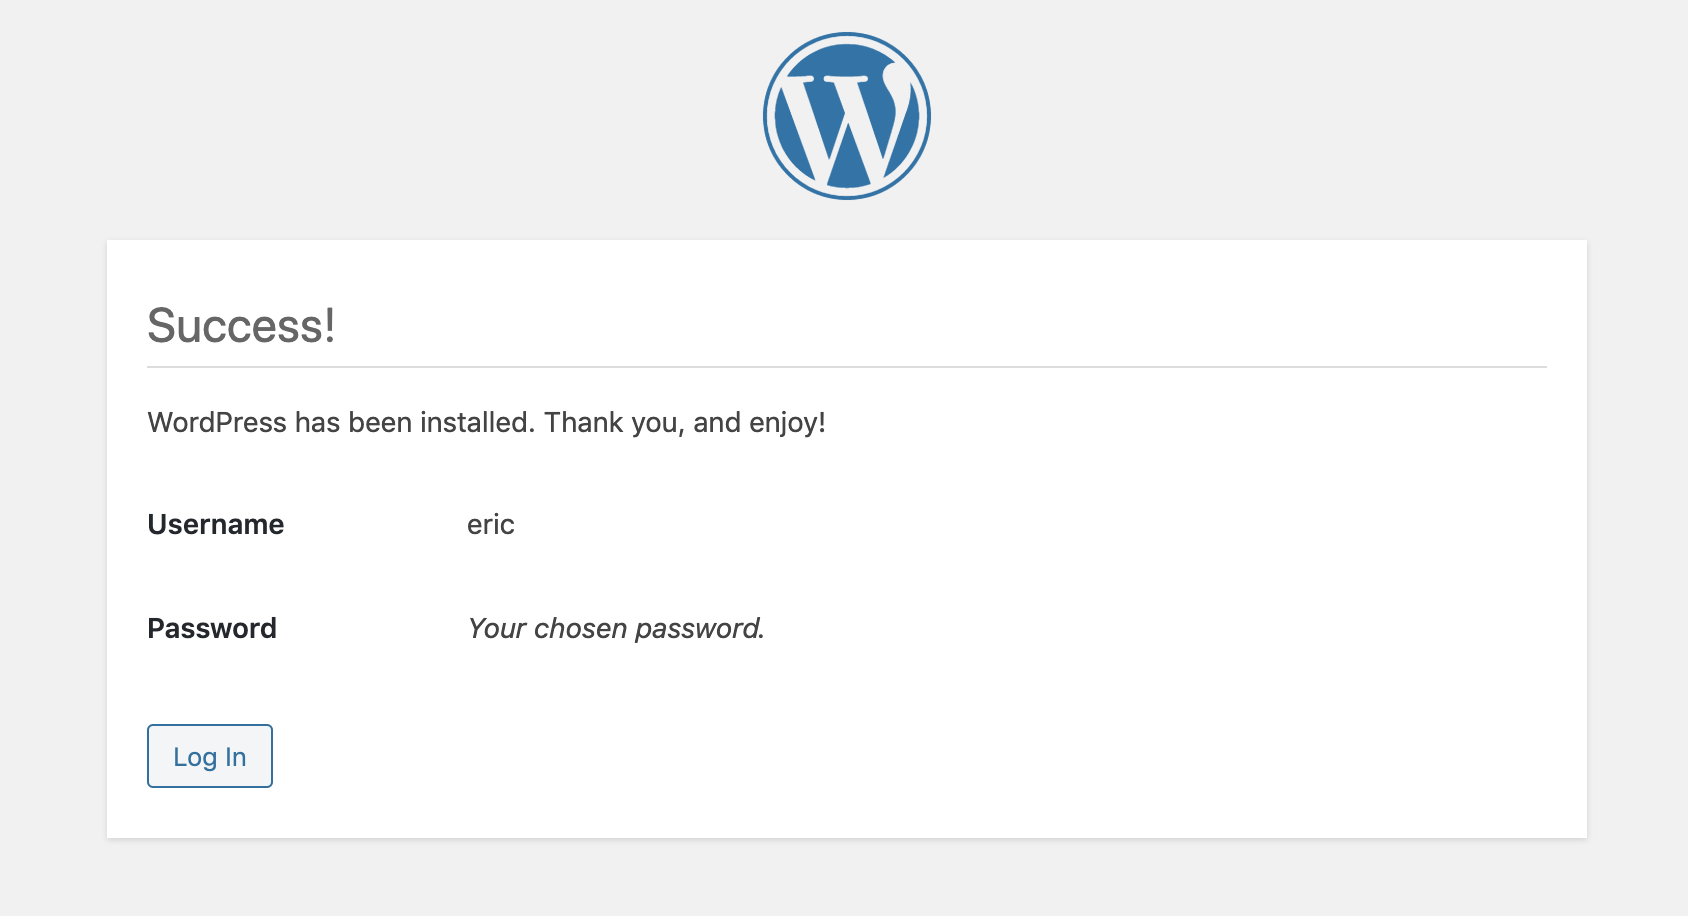 Success!
WordPress has been installed. Thank you, and enjoy!
Username eric
Password Your chosen password.
Log In